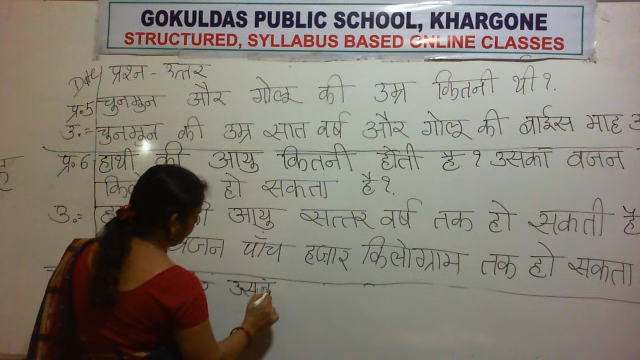 GOKULDAS PUBLIC SCHOOL, KHARGONE
STRUCTURED, SYLLABUS BASED ONLINE CLASSES
प्रश्न - उत्तर
प्र.5 चुनमुन और गोलू की उम्र कितनी थी?
उ.= चुनमुन की उम्र सात वर्ष और गोलू की बाईस माह
प्र.6 हाथी की आयु कितनी होती है? उसका वजन
हो सकता है?
उ.= की आयु सत्तर वर्ष तक हो सकती है
वजन पाँच हजार किलोग्राम तक हो सकता